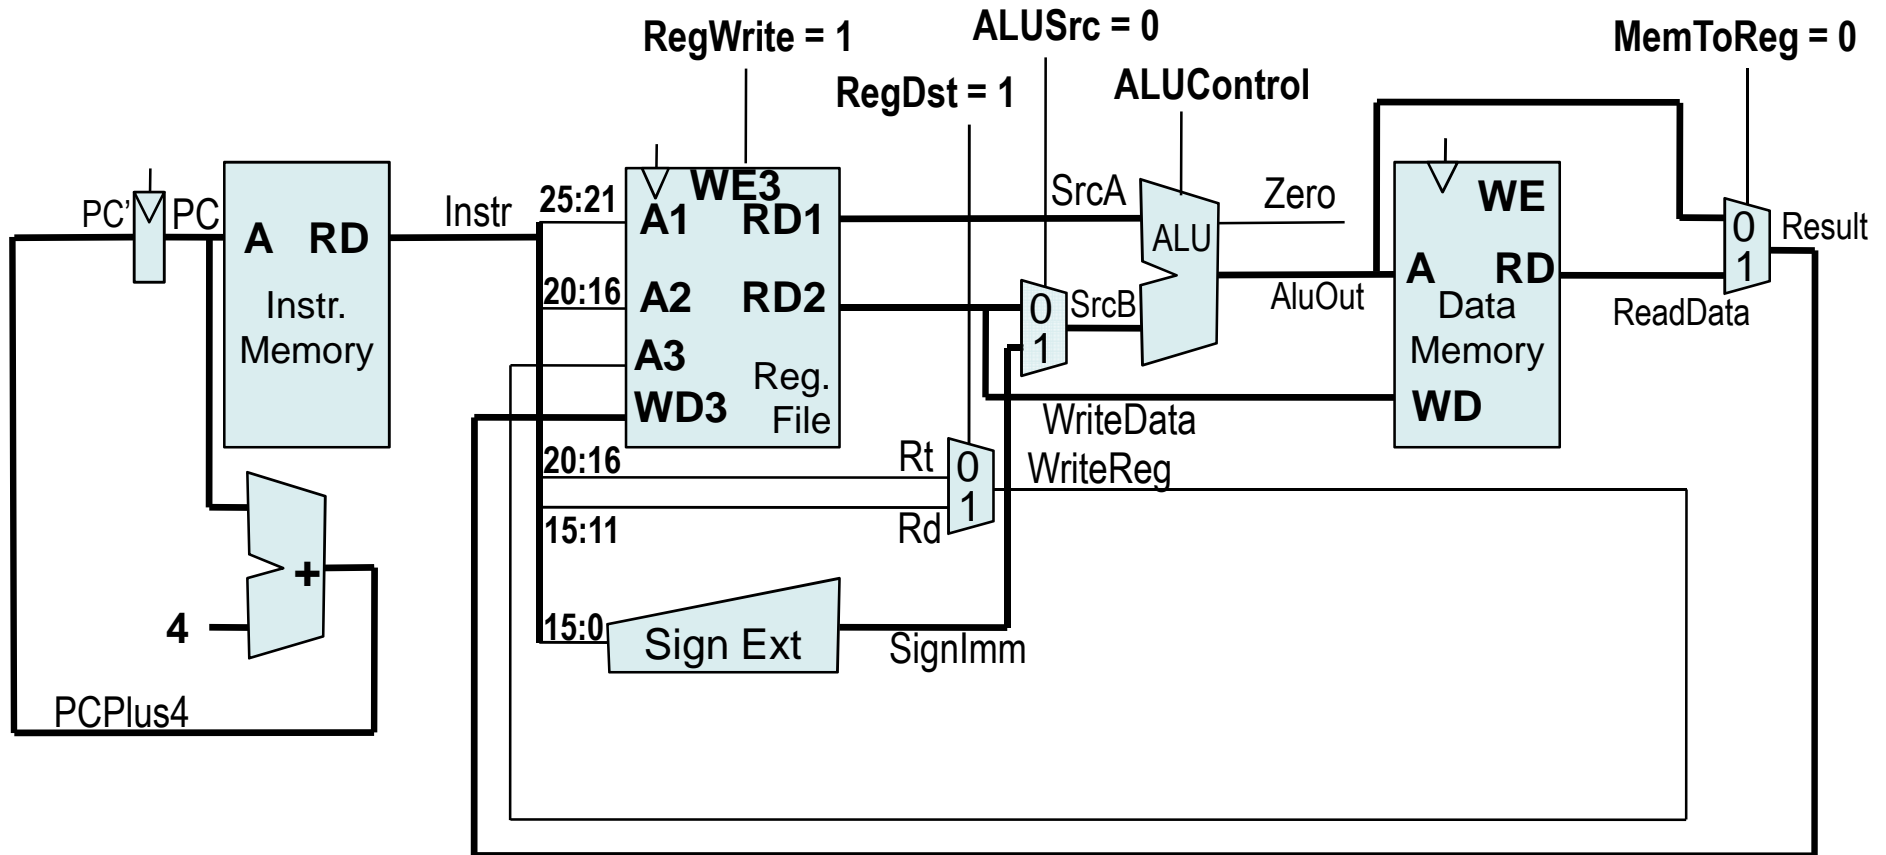 RegWrite = 1
ALUSrc = 0
MemToReg = 0
RegDst = 1
ALUControl
PC'
PC
A RD
Instr.
Memory
Instr
25:21
20:16
WE3
A1 RD1
A2 RD2
A3
WD3
Reg.
File
SrcA
ALU
Zero
0
1
SrcB
AluOut
WE
A RD
Data
Memory
WD
0
1
Result
ReadData
WriteData
WriteReg
20:16
Rt
0
1
15:11
Rd
+
4
15:0
Sign Ext
SignImm
PCPlus4